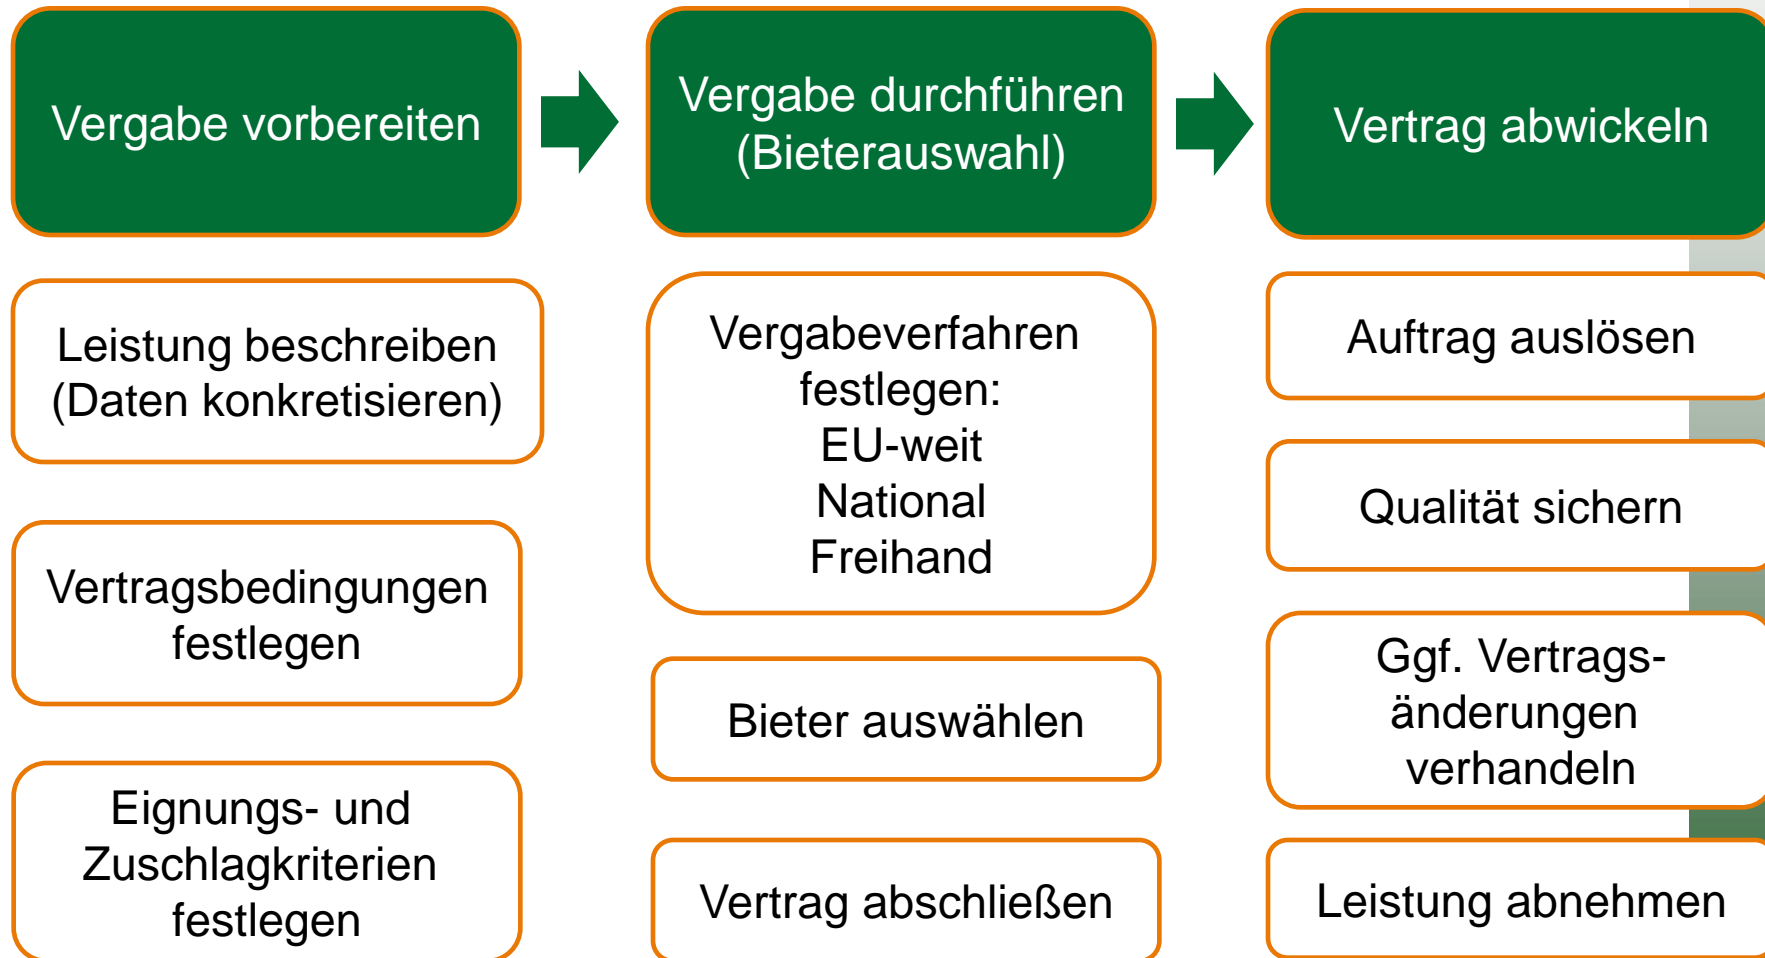 Vergabe vorbereiten
Vergabe durchführen
(Bieterauswahl)
Vertrag abwickeln
Leistung beschreiben
(Daten konkretisieren)
Vertragsbedingungen
festlegen
Eignungs- und
Zuschlagkriterien
festlegen
Vergabeverfahren
festlegen:
EU-weit
National
Freihand
Bieter auswählen
Vertrag abschließen
Auftrag auslösen
Qualität sichern
Ggf. Vertrags-
änderungen
verhandeln
Leistung abnehmen